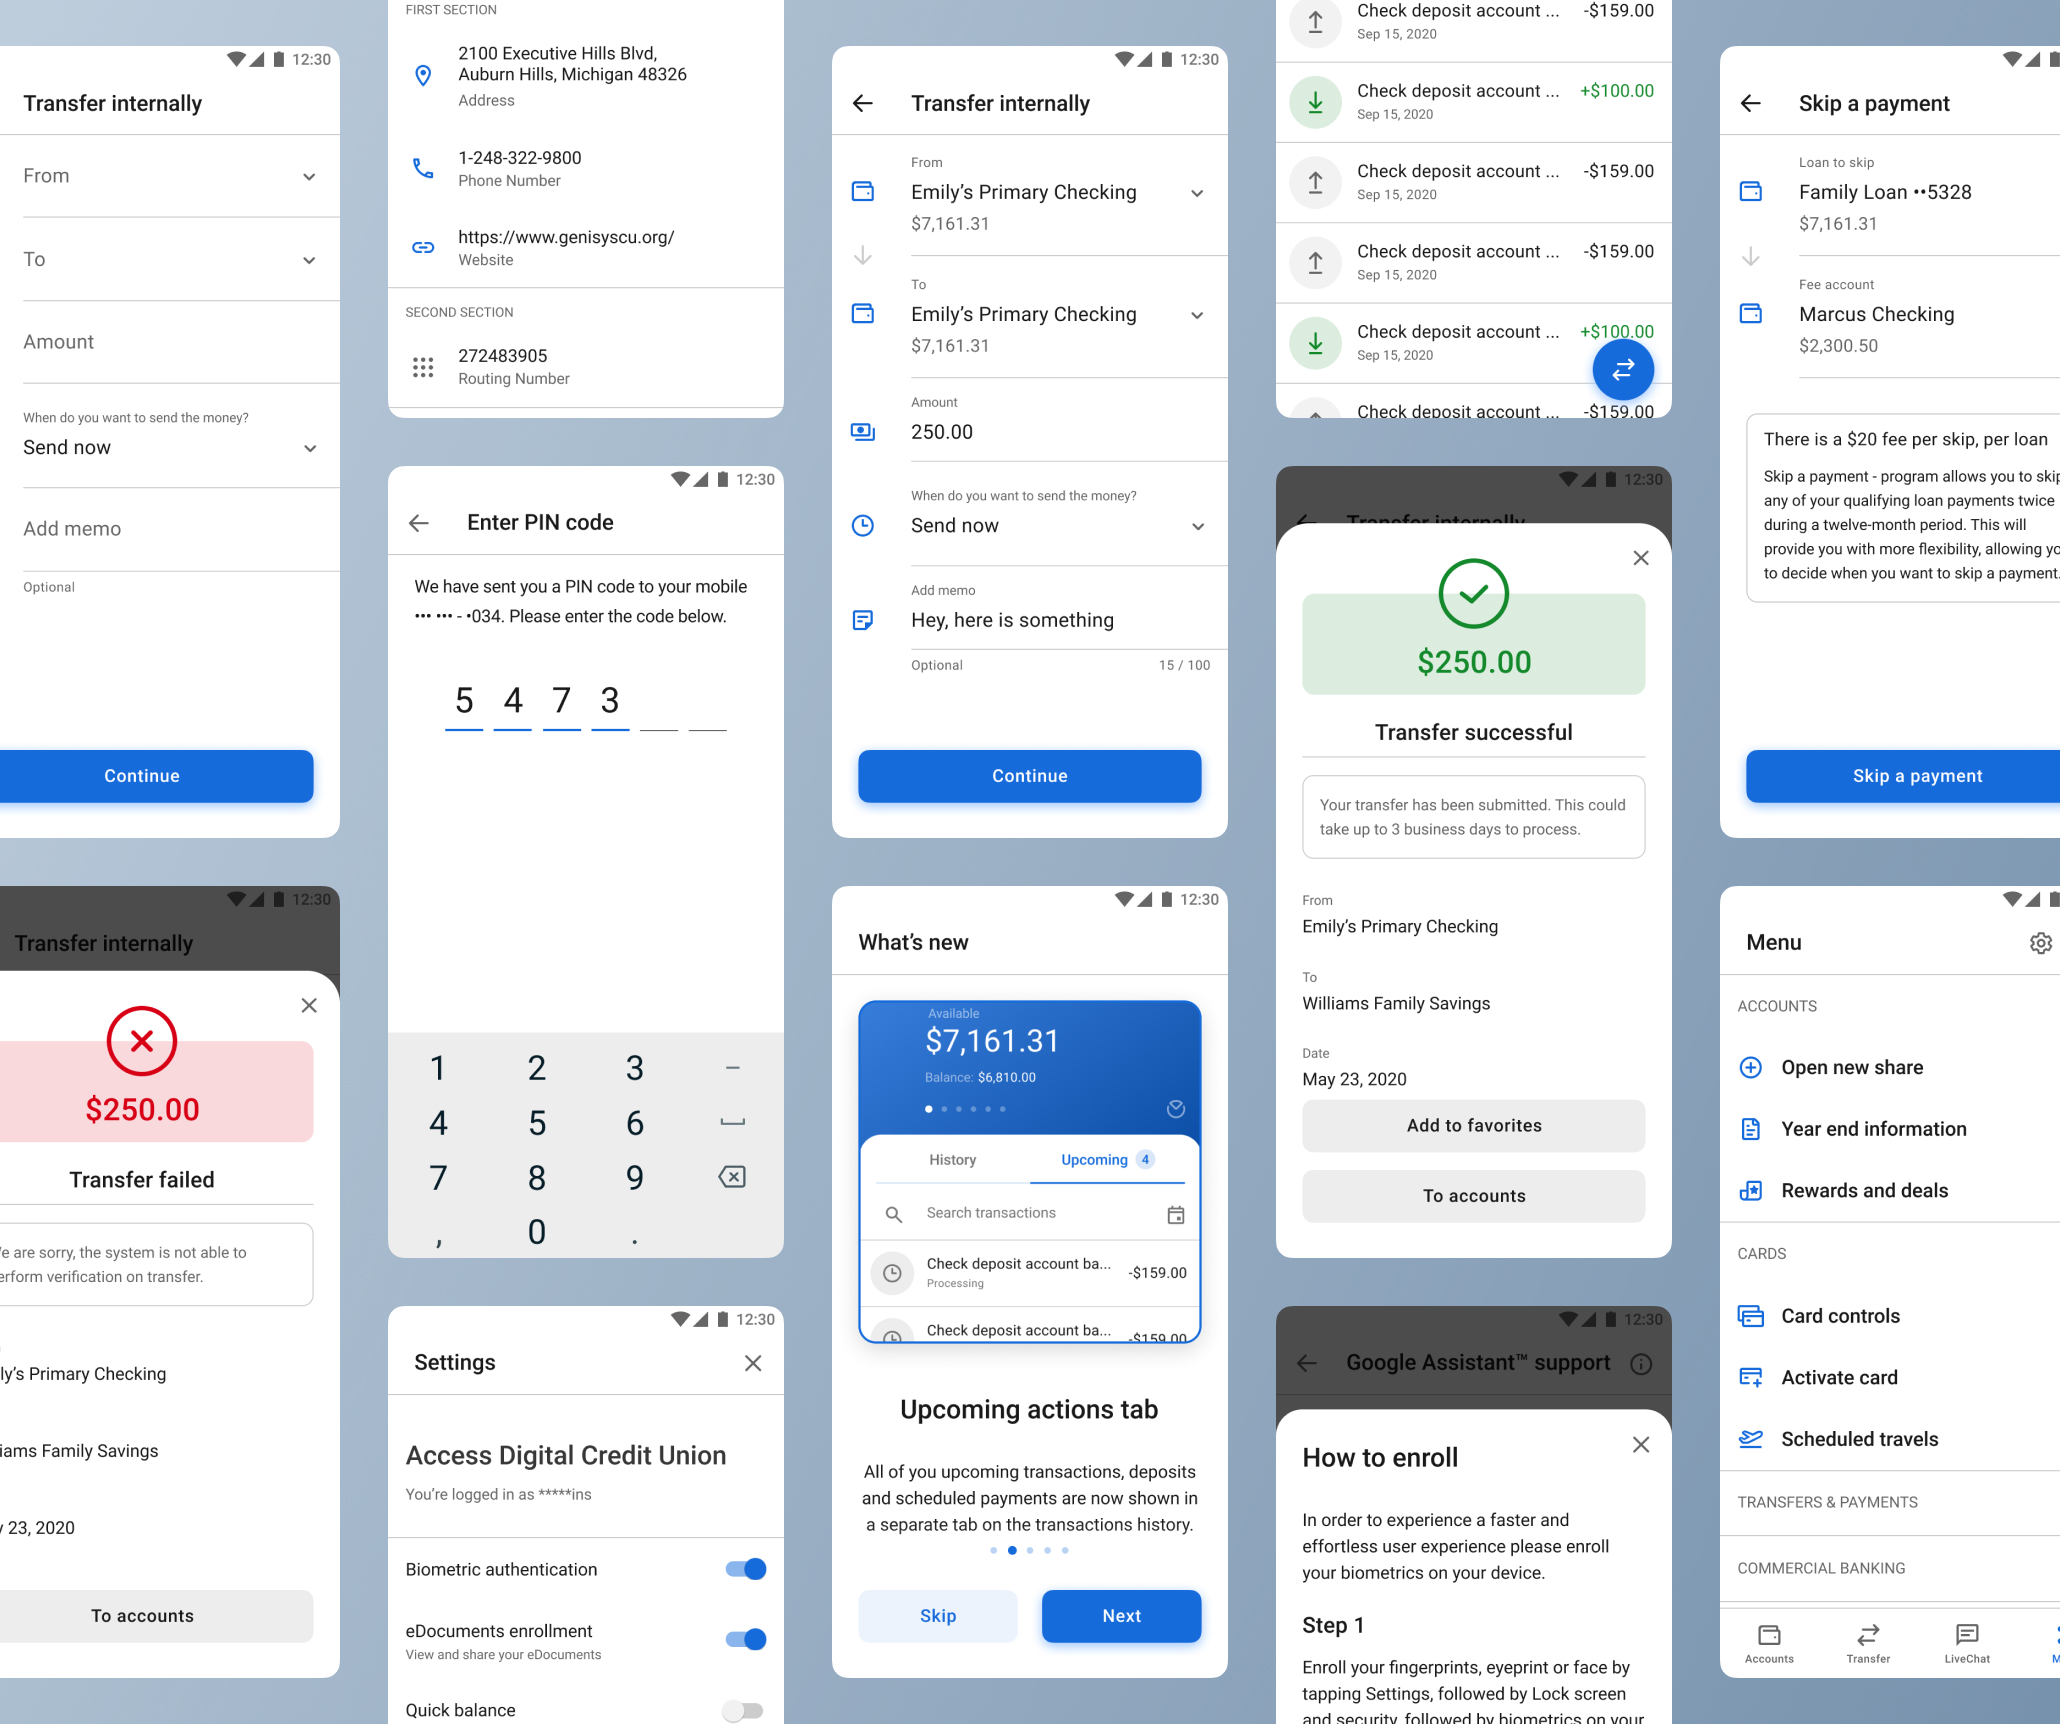 12:30
Transfer internally
From
To
Amount
When do you want to send the money?
Send now
Add memo
Optional
Continue
12:30
Transfer internally
$250.00
Transfer failed
are sorry, the system is not able to
verification on transfer.
Primary Checking
Family Savings
23, 2020
To accounts
FIRST SECTION
2100 Executive Hills Blvd,
Auburn Hills, Michigan 48326
Address
1-248-322-9800
Phone Number
https://www.genisyscu.org/
Website
SECOND SECTION
272483905
Routing Number
12:30
Enter PIN code
We have sent you a PIN code to your mobile
••• ••• - •034. Please enter the code below.
5 4 7 3
1 2 3 –
4 5 6
7 8 9
, 0 .
12:30
Settings
Access Digital Credit Union
You’re logged in as *****ins
Biometric authentication
eDocuments enrollment
View and share your eDocuments
Quick balance
12:30
Transfer internally
From
Emily’s Primary Checking
$7,161.31
To
Emily’s Primary Checking
$7,161.31
Amount
250.00
When do you want to send the money?
Send now
Add memo
Hey, here is something
Optional 15 / 100
Continue
12:30
What’s new
Available
$7,161.31
Balance: $6,810.00
History Upcoming 4
Search transactions
Check deposit account ba... -$159.00
Processing
Check deposit account ba... -$159.00
Upcoming actions tab
All of you upcoming transactions, deposits
and scheduled payments are now shown in
a separate tab on the transactions history.
Skip Next
Check deposit account ... -$159.00
Sep 15, 2020
Check deposit account ... +$100.00
Sep 15, 2020
Check deposit account ... -$159.00
Sep 15, 2020
Check deposit account ... -$159.00
Sep 15, 2020
Check deposit account ... +$100.00
Sep 15, 2020
Check deposit account ... -$159.00
12:30
Transfer internally
$250.00
Transfer successful
Your transfer has been submitted. This could
take up to 3 business days to process.
From
Emily’s Primary Checking
To
Williams Family Savings
Date
May 23, 2020
Add to favorites
To accounts
12:30
Google Assistant™ support
How to enroll
In order to experience a faster and
effortless user experience please enroll
your biometrics on your device.
Step 1
Enroll your fingerprints, eyeprint or face by
tapping Settings, followed by Lock screen
and security, followed by biometrics on your
Skip a payment
Loan to skip
Family Loan ••5328
$7,161.31
Fee account
Marcus Checking
$2,300.50
There is a $20 fee per skip, per loan
Skip a payment - program allows you to skip
any of your qualifying loan payments twice
during a twelve-month period. This will
provide you with more flexibility, allowing
to decide when you want to skip a payment.
Skip a payment
Menu
ACCOUNTS
Open new share
Year end information
Rewards and deals
CARDS
Card controls
Activate card
Scheduled travels
TRANSFERS & PAYMENTS
COMMERCIAL BANKING
Accounts Transfer LiveChat